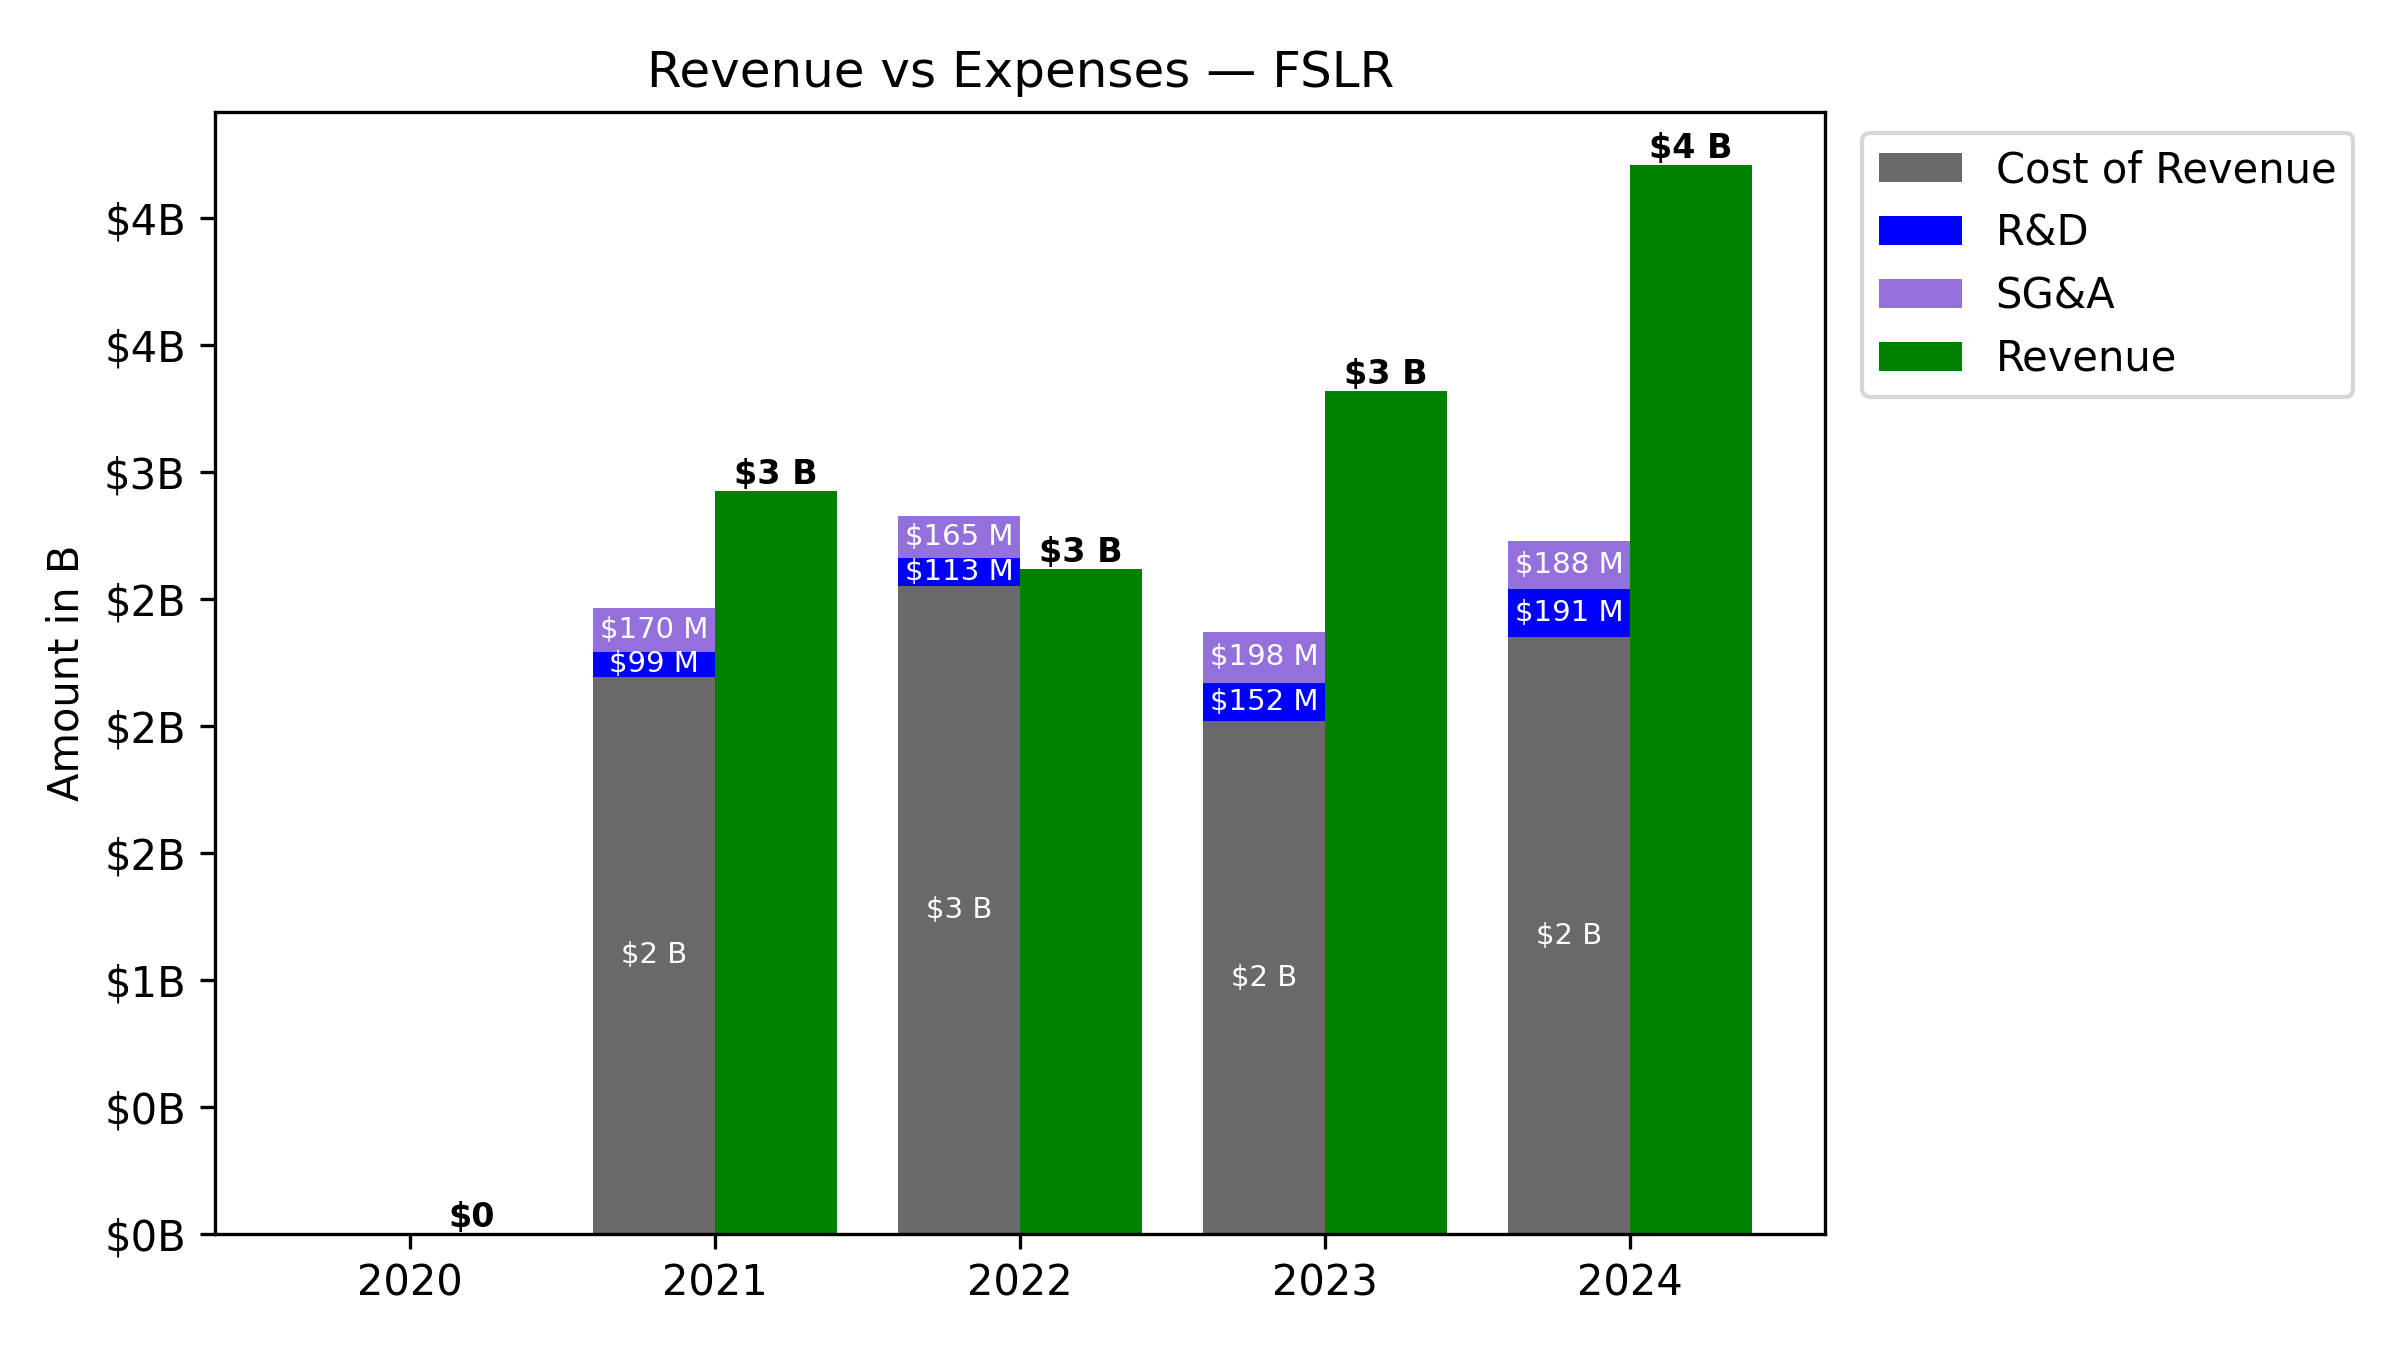 Revenue vs Expenses — FSLR
Amount in B
$4B
$4B
$3B
$2B
$2B
$2B
$1B
$0B
$0B
$0
$170 M
$99 M
$2 B
$3 B
$165 M
$113 M
$3 B
$3 B
$198 M
$152 M
$2 B
$3 B
$188 M
$191 M
$2 B
$4 B
2020
2021
2022
2023
2024
Cost of Revenue
R&D
SG&A
Revenue